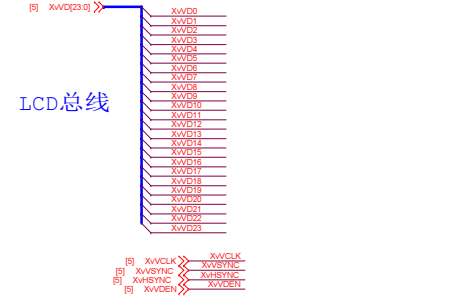 [5] XvVD[23:0]
XvVD0
XvVD1
XvVD2
XvVD3
XvVD4
XvVD5
XvVD6
XvVD7
XvVD8
XvVD9
XvVD10
XvVD11
XvVD12
XvVD13
XvVD14
XvVD15
XvVD16
XvVD17
XvVD18
XvVD19
XvVD20
XvVD21
XvVD22
XvVD23
LCD总线
[5] XvVCLK XvVCLK
[5] XvVSYNC XvVSYNC
[5] XvHSYNC XvHSYNC
[5] XvVDEN XvVDEN